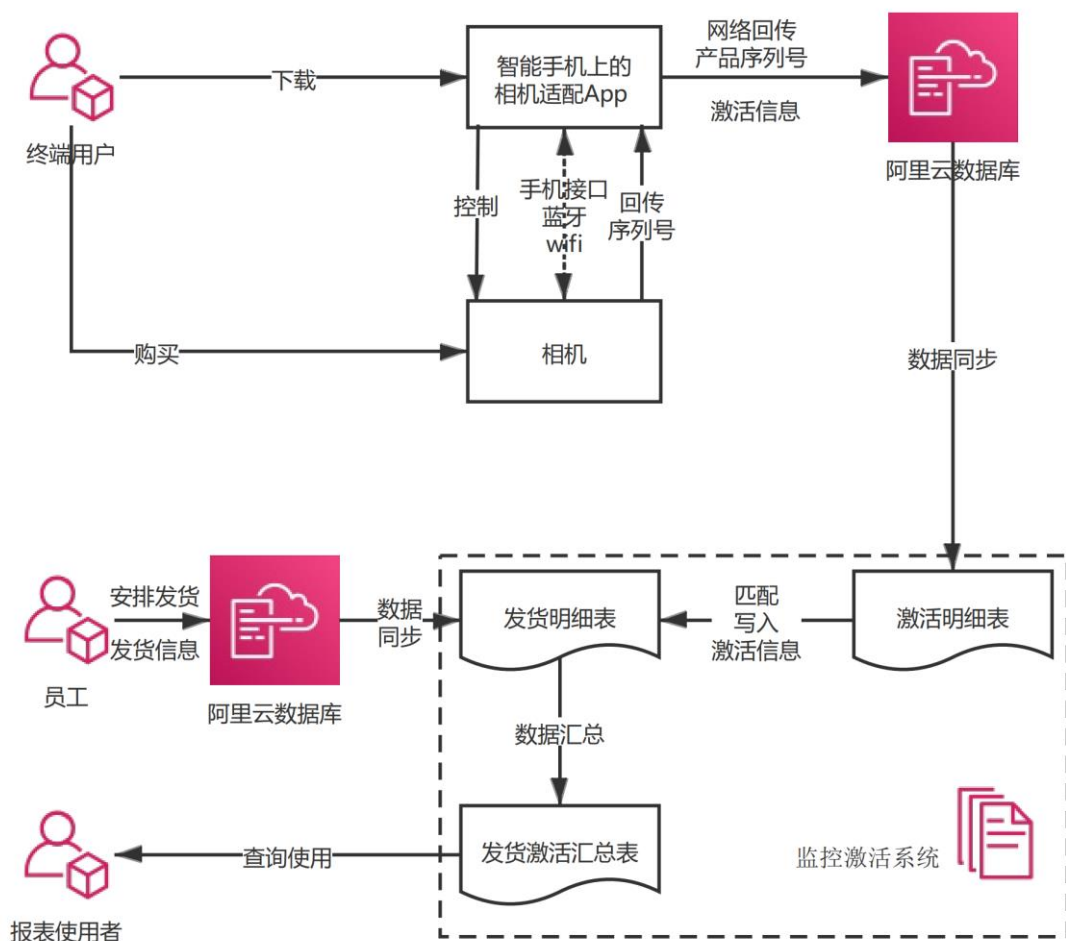 终端用户
下载
智能手机上的
相机适配App
网络回传
产品序列号
激活信息
阿里云数据库
控制
手机接口
蓝牙
wifi
回传
序列号
购买
相机
数据同步
员工
安排发货
发货信息
阿里云数据库
数据
同步
发货明细表
匹配
写入
激活信息
激活明细表
数据汇总
发货激活汇总表
查询使用
报表使用者
监控激活系统